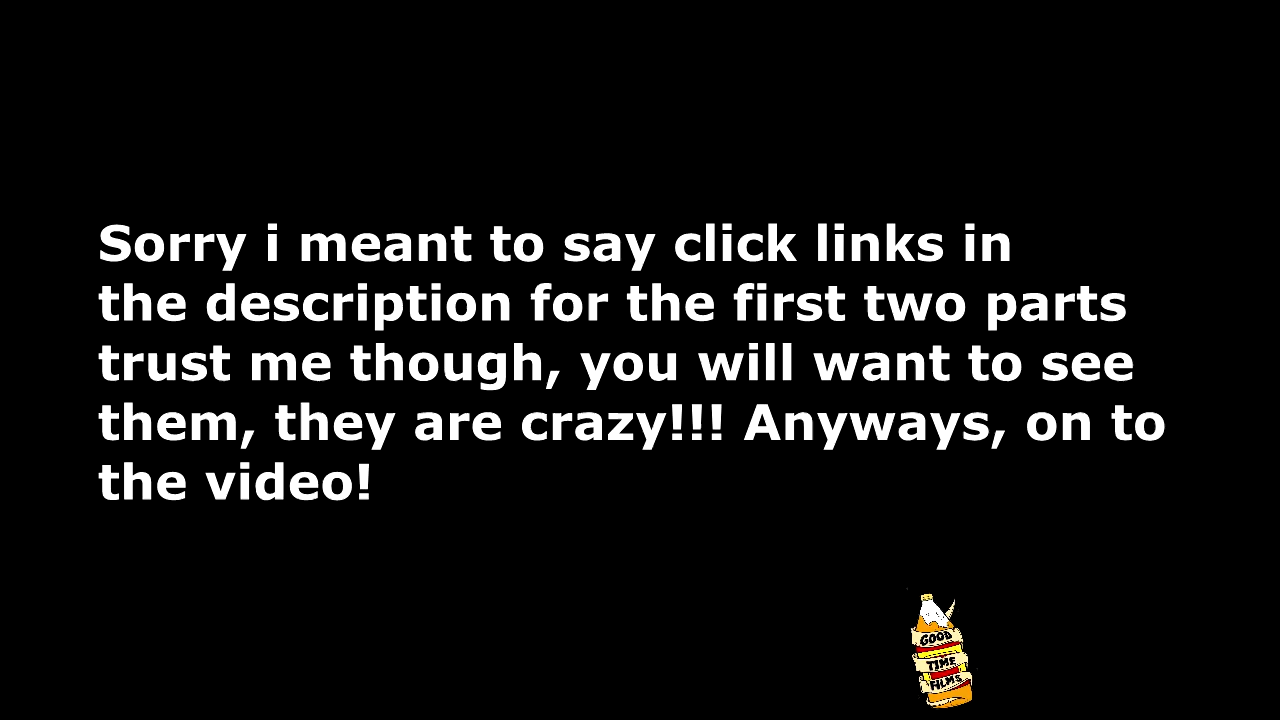 Sorry i meant to say click links in
the description for the first two parts
trust me though, you will want to see
them, they are crazy!!! Anyways, on to
the video!
GOOD
TIME
FILMS